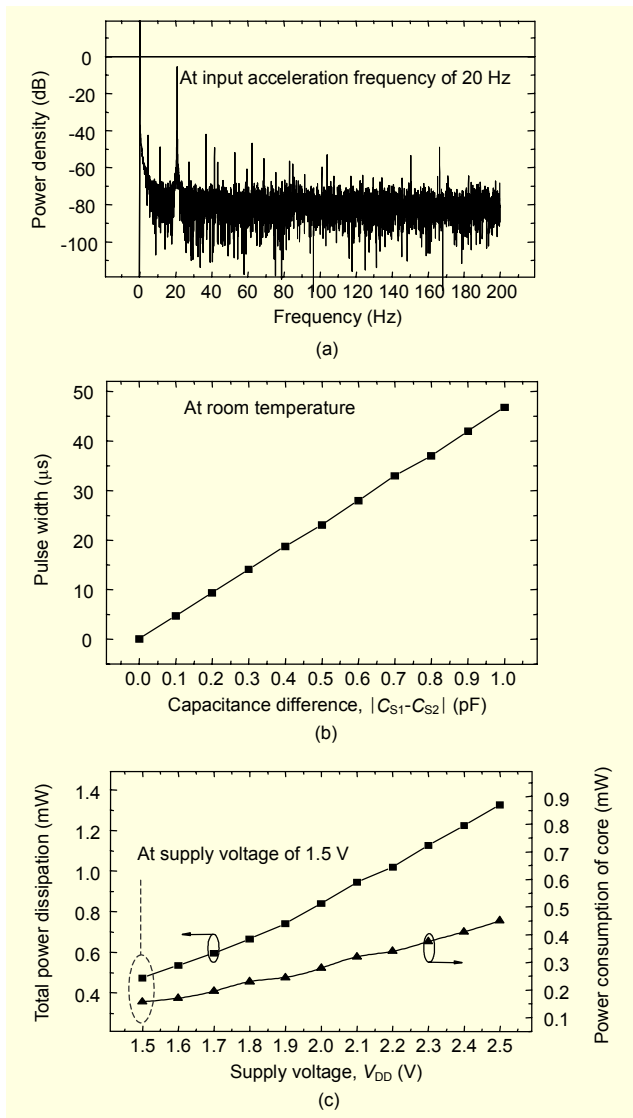 0
-20
-40
-60
-80
-100
Power density (dB)
At input acceleration frequency of 20 Hz
0 20 40 60 80 100 120 140 160 180 200
Frequency (Hz)
(a)
50
40
30
20
10
0
Pulse width (μs)
At room temperature
0.0 0.1 0.2 0.3 0.4 0.5 0.6 0.7 0.8 0.9 1.0
Capacitance difference, |CS1-CS2| (pF)
(b)
1.4
1.2
1.0
0.8
0.6
0.4
Total power dissipation (mW)
At supply voltage of 1.5 V
0.9
0.8
0.7
0.6
0.5
0.4
0.3
0.2
0.1
Power consumption of core (mW)
1.5 1.6 1.7 1.8 1.9 2.0 2.1 2.2 2.3 2.4 2.5
Supply voltage, VDD (V)
(c)